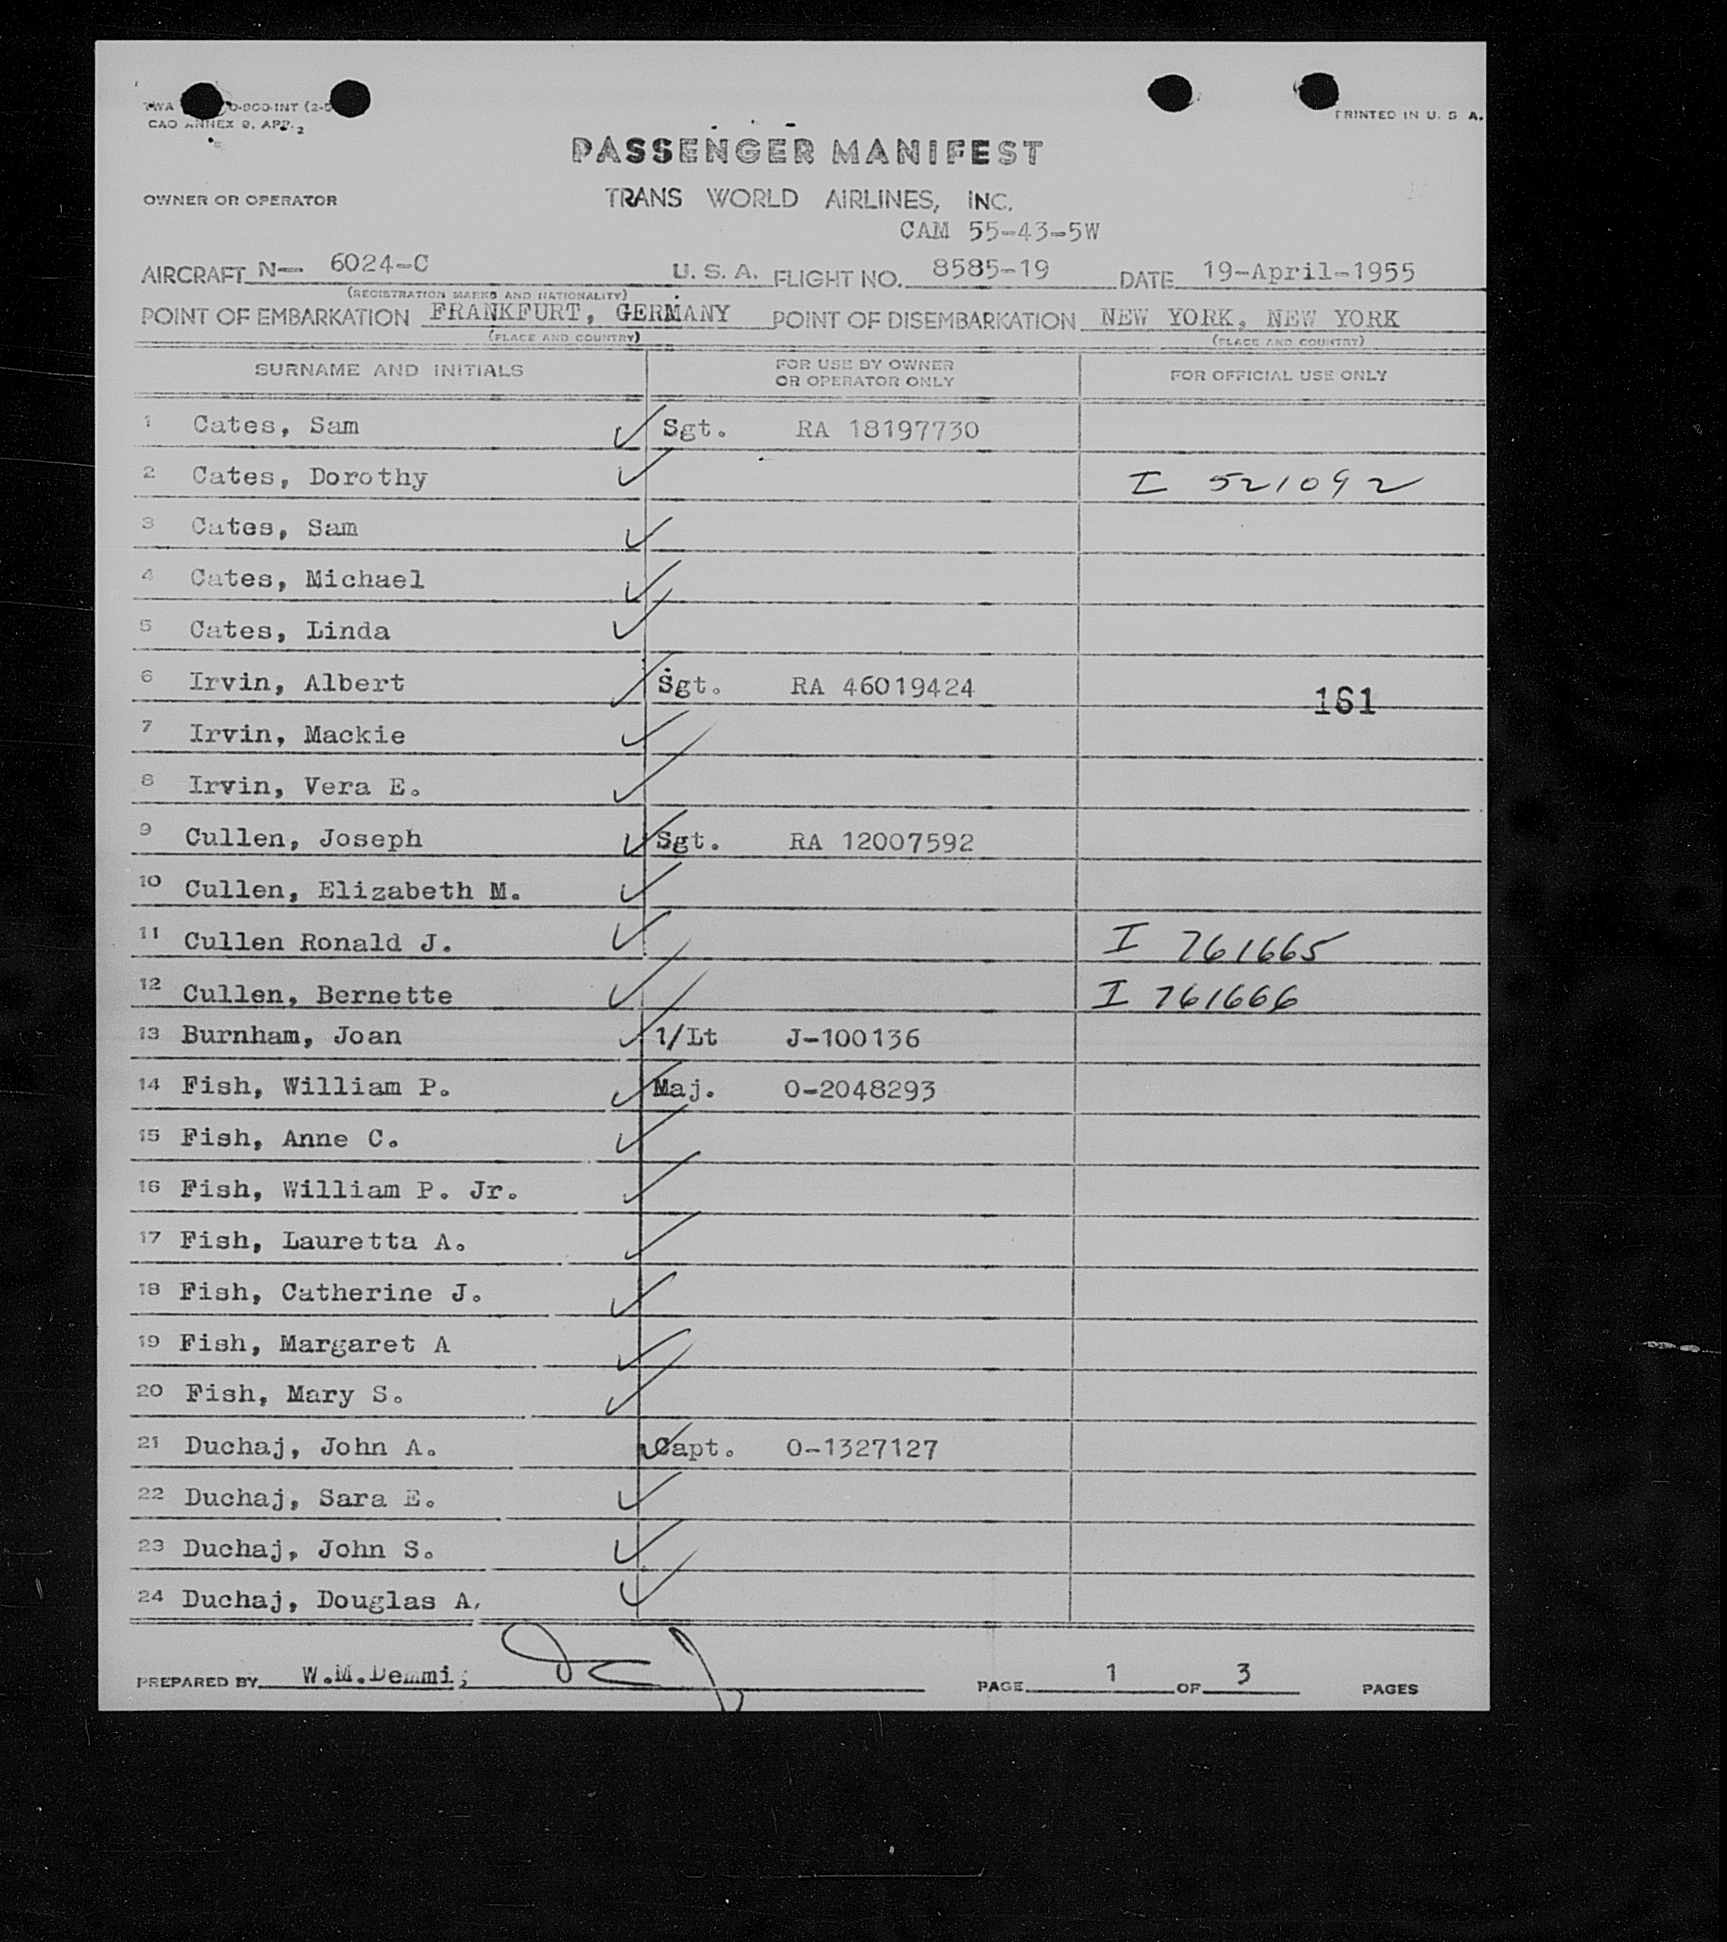 TWA O-900-INT (2-5
CAO ANNEX 9, APP. 2
PRINTED IN U. S A.
PASSENGER MANIFEST
OWNER OR OPERATOR TRANS WORLD AIRLINES, INC.
CAM 55-43-5W
AIRCRAFT N— 6024-C U. S. A. FLIGHT NO. 8585-19 DATE 19-April-1955
(REGISTRATION MARKS AND NATIONALITY)
POINT OF EMBARKATION FRANKFURT, GERMANY POINT OF DISEMBARKATION NEW YORK, NEW YORK
(PLACE AND COUNTRY) (PLACE AND COUNTRY)
SURNAME AND INITIALS FOR USE BY OWNER OR OPERATOR ONLY FOR OFFICIAL USE ONLY
1 Cates, Sam Sgt. RA 18197730
2 Cates, Dorothy I 521092
3 Cates, Sam
4 Cates, Michael
5 Cates, Linda
6 Irvin, Albert Sgt. RA 46019424 161
7 Irvin, Mackie
8 Irvin, Vera E.
9 Cullen, Joseph Sgt. RA 12007592
10 Cullen, Elizabeth M.
11 Cullen Ronald J. I 761665
12 Cullen, Bernette I 761666
13 Burnham, Joan 1/Lt J-100136
14 Fish, William P. Maj. O-2048293
15 Fish, Anne C.
16 Fish, William P. Jr.
17 Fish, Lauretta A.
18 Fish, Catherine J.
19 Fish, Margaret A
20 Fish, Mary S.
21 Duchaj, John A. Capt. O-1327127
22 Duchaj, Sara E.
23 Duchaj, John S.
24 Duchaj, Douglas A.
PREPARED BY W.M. PAGE 1 OF 3 PAGES